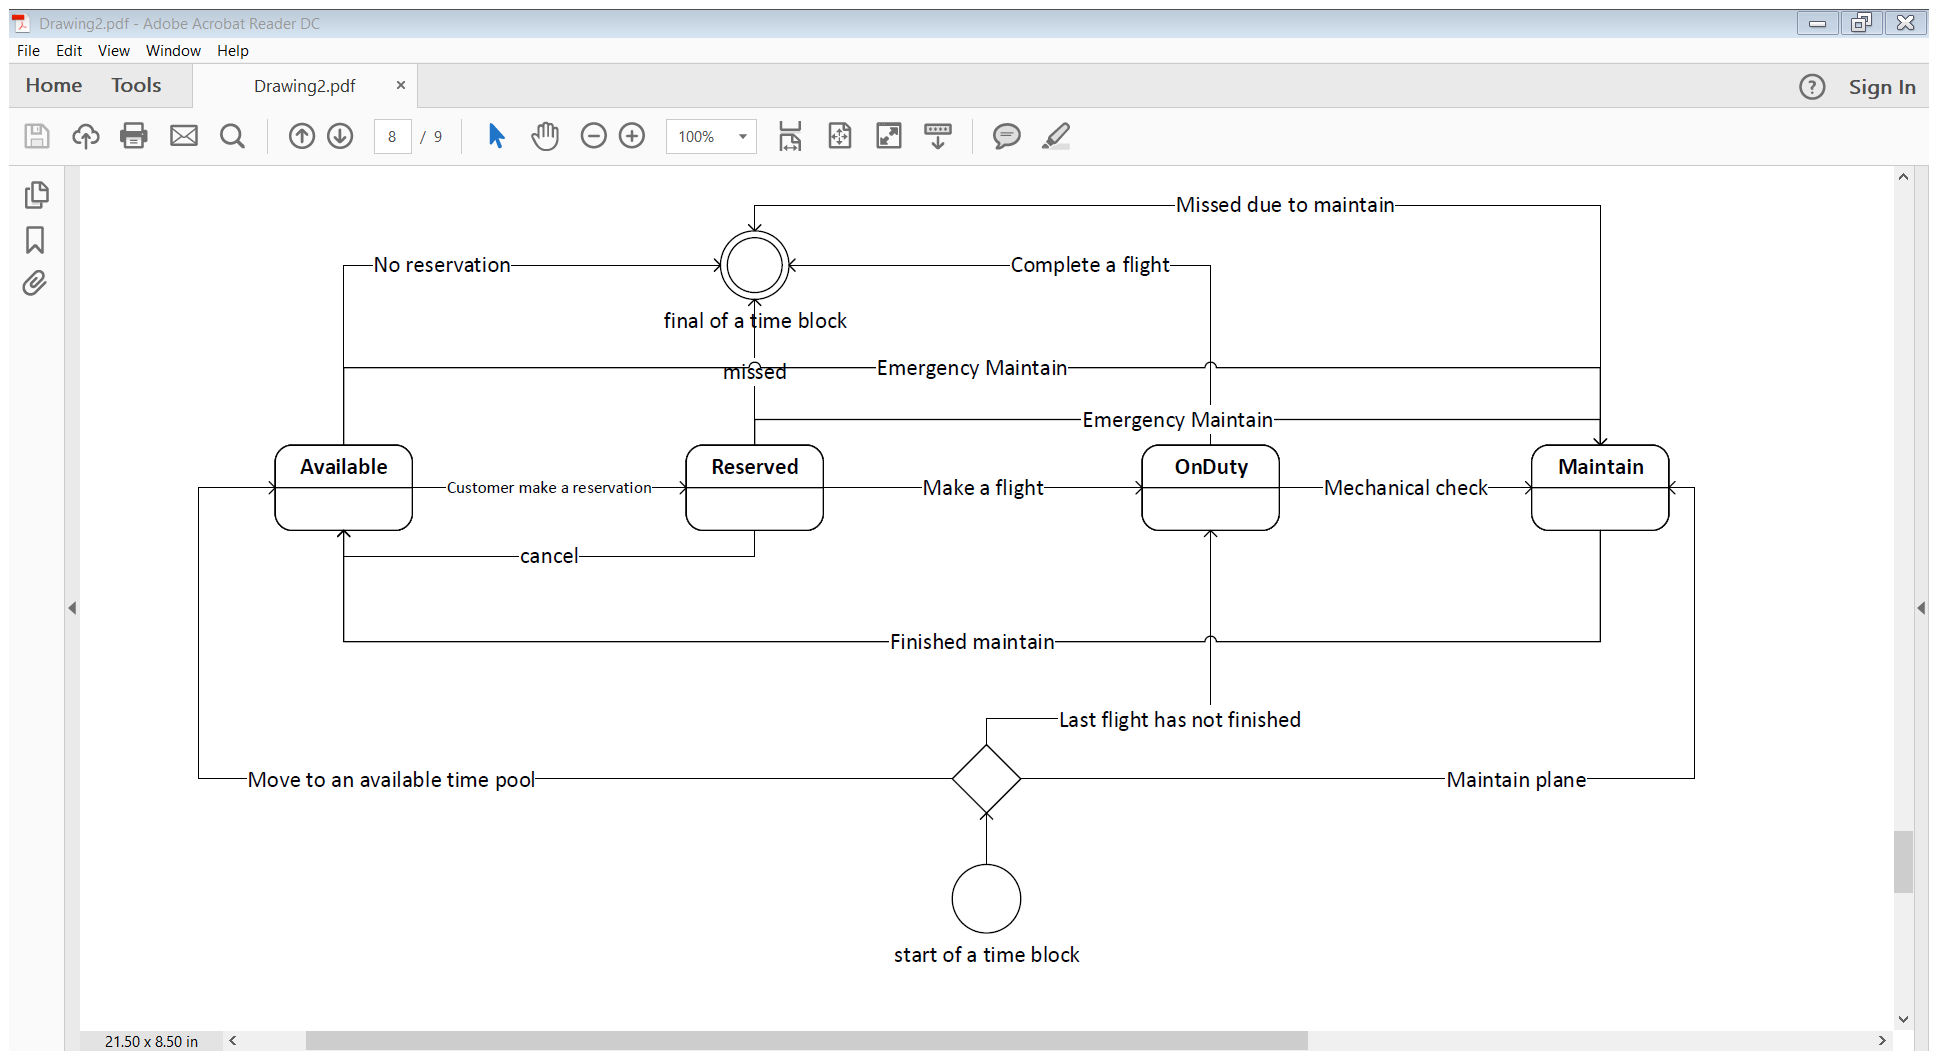 Drawing2.pdf - Adobe Acrobat Reader DC
File Edit View Window Help
Home Tools Drawing2.pdf × ? Sign In
8 / 9 100%
Missed due to maintain
No reservation
Complete a flight
final of a time block
missed
Emergency Maintain
Emergency Maintain
Available
Reserved
OnDuty
Maintain
Customer make a reservation
Make a flight
Mechanical check
cancel
Finished maintain
Last flight has not finished
Move to an available time pool
Maintain plane
start of a time block
21.50 x 8.50 in